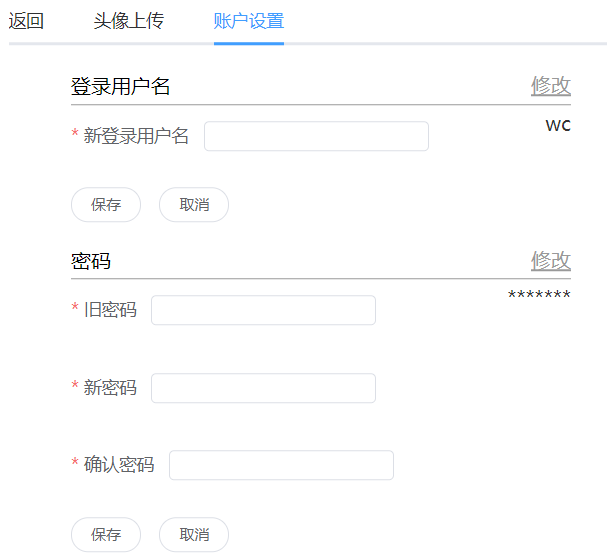 返回 头像上传 账户设置
登录用户名 修改
wc
* 新登录用户名
保存 取消
密码 修改
*******
* 旧密码
* 新密码
* 确认密码
保存 取消